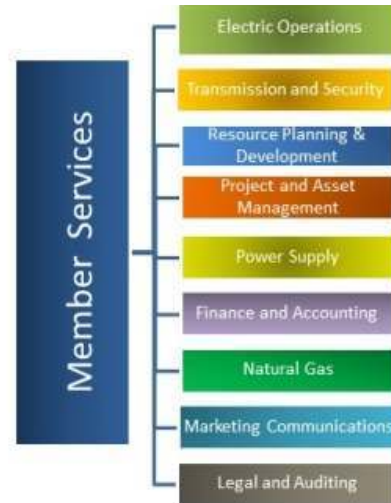 Member Services
Electric Operations
Transmission and Security
Resource Planning &
Development
Project and Asset
Management
Power Supply
Finance and Accounting
Natural Gas
Marketing Communications
Legal and Auditing